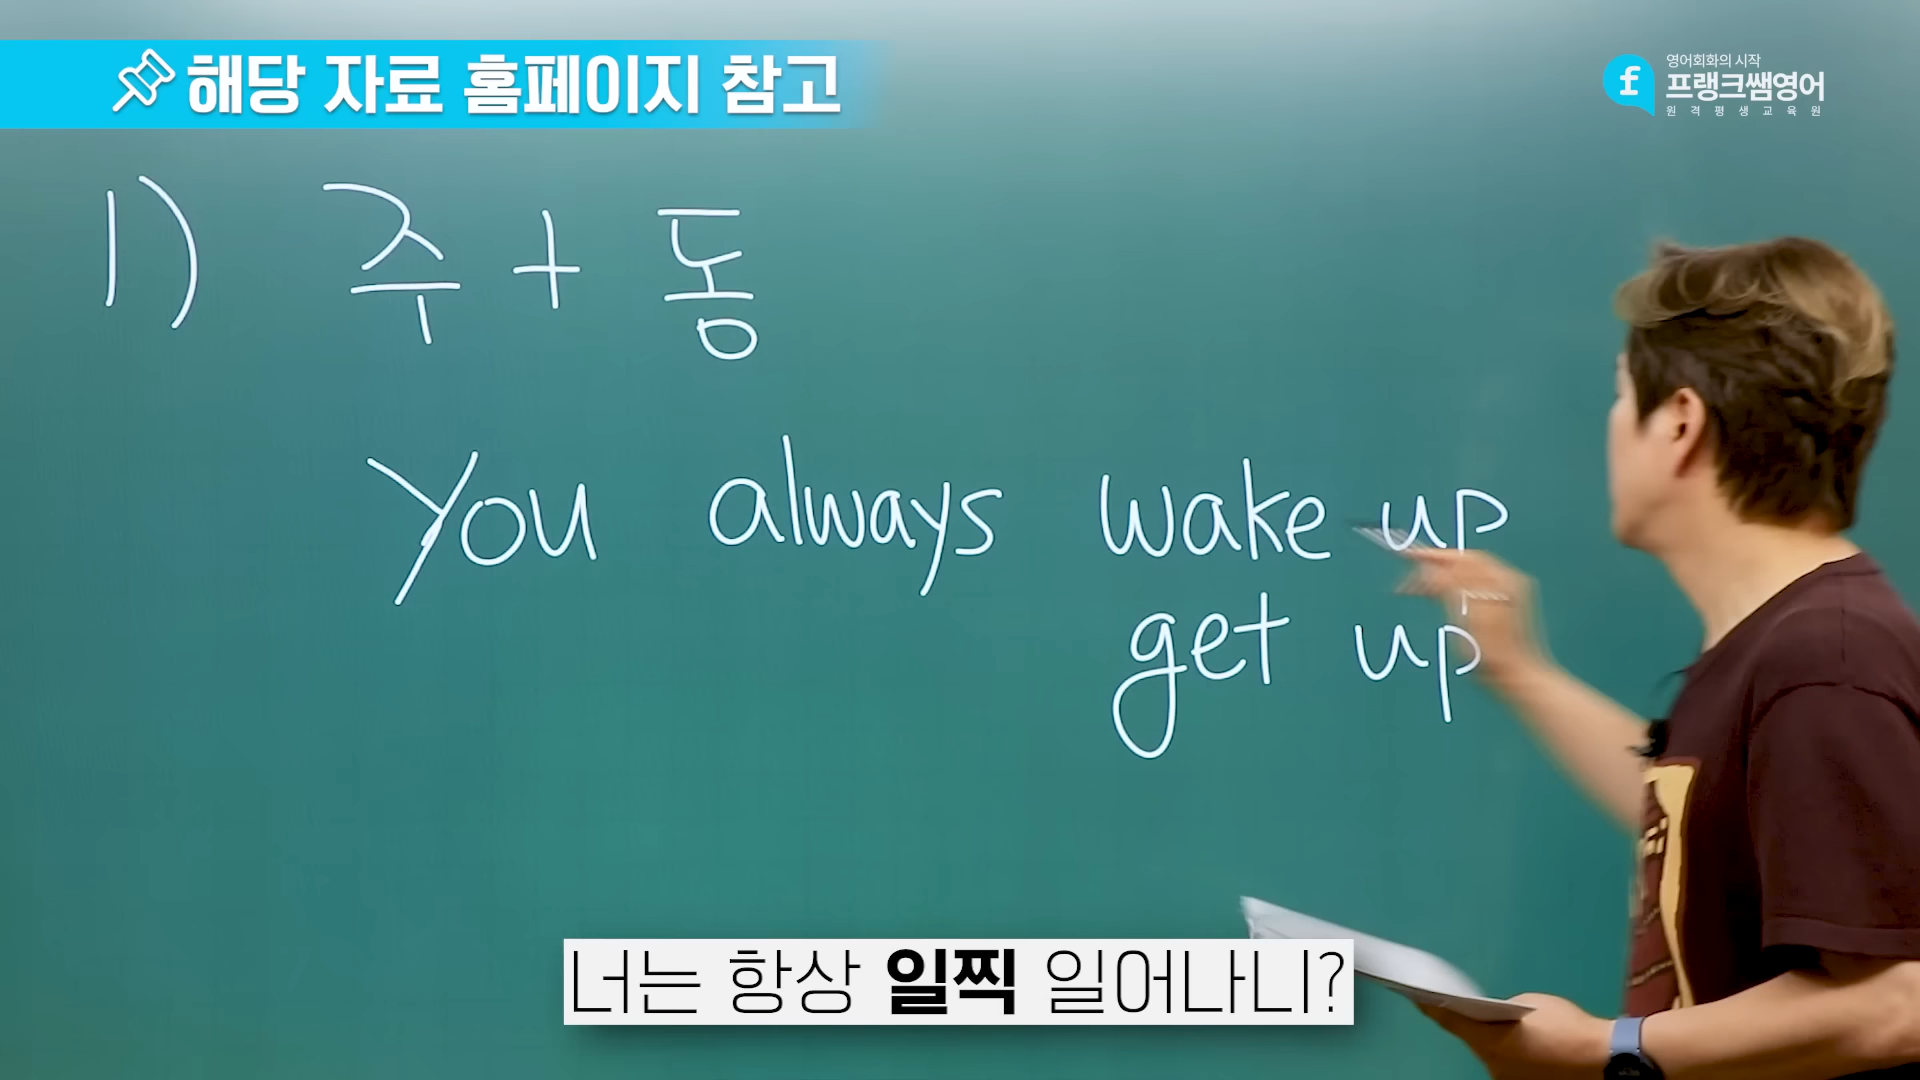 해당 자료 홈페이지 참고
영어회화의 시작
프랭크쌤영어
원격평생교육원
1) 주 + 동
You always wake up
get up
너는 항상 일찍 일어나니?